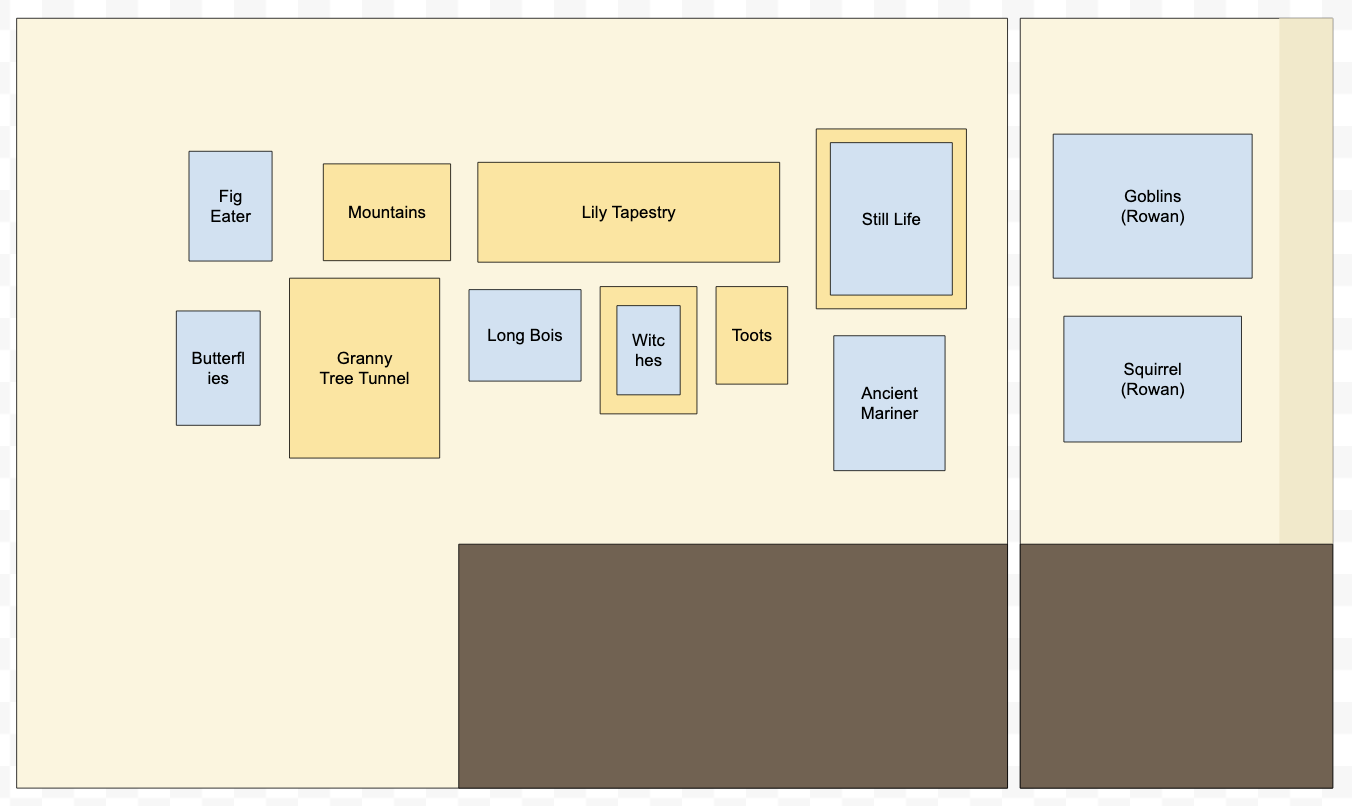 Fig
Eater
Mountains
Lily Tapestry
Still Life
Goblins
(Rowan)
Butterfl
ies
Granny
Tree Tunnel
Long Bois
Witc
hes
Toots
Ancient
Mariner
Squirrel
(Rowan)